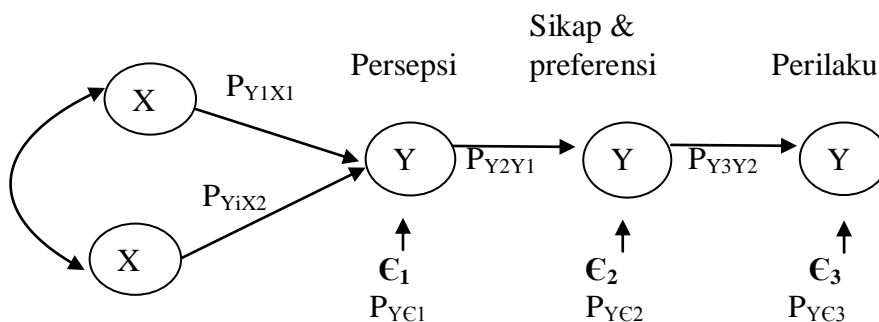 Sikap &
Persepsi
preferensi
Perilaku
X
P_Y1X1
Y
P_Y2Y1
Y
P_Y3Y2
Y
P_YiX2
X
Є1
Є2
Є3
P_YЄ1
P_YЄ2
P_YЄ3